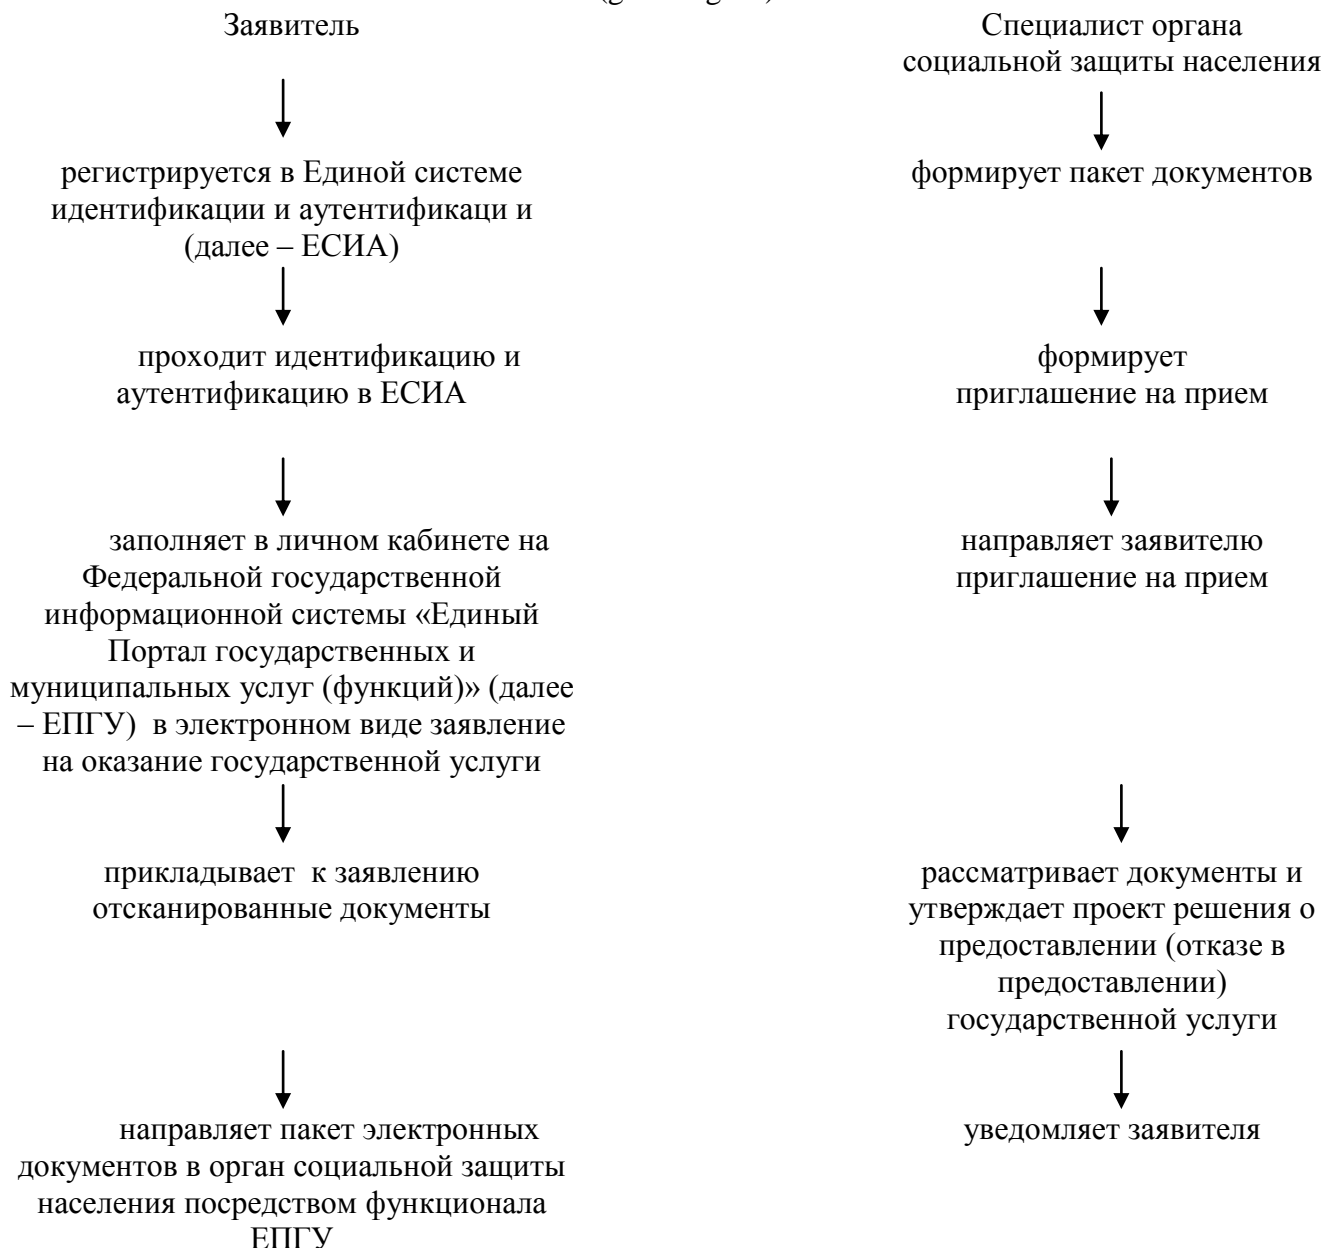 Заявитель
регистрируется в Единой системе
идентификации и аутентификаци и
(далее – ЕСИА)
проходит идентификацию и
аутентификацию в ЕСИА
заполняет в личном кабинете на
Федеральной государственной
информационной системы «Единый
Портал государственных и
муниципальных услуг (функций)» (далее
– ЕПГУ) в электронном виде заявление
на оказание государственной услуги
прикладывает к заявлению
отсканированные документы
направляет пакет электронных
документов в орган социальной защиты
населения посредством функционала
ЕПГУ
Специалист органа
социальной защиты населения
формирует пакет документов
формирует
приглашение на прием
направляет заявителю
приглашение на прием
рассматривает документы и
утверждает проект решения о
предоставлении (отказе в
предоставлении)
государственной услуги
уведомляет заявителя